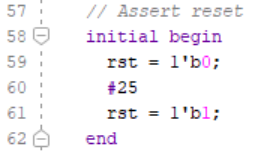 57 // Assert reset
58 initial begin
59 rst = 1'b0;
60 #25
61 rst = 1'b1;
62 end